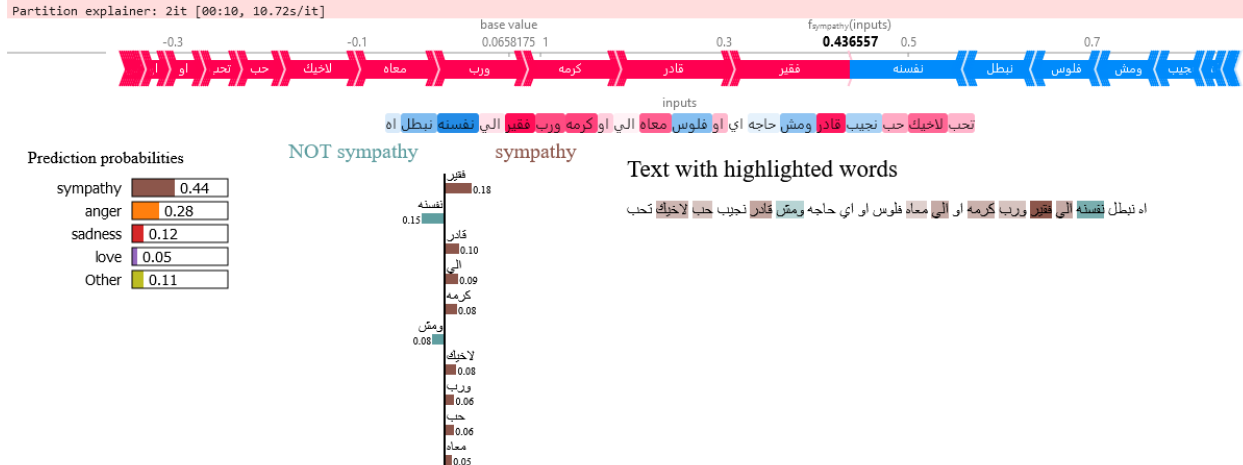 Partition explainer: 2it [00:10, 10.72s/it]
base value
fsympathy(inputs)
-0.3 -0.1 0.0658175 1 0.3 0.436557 0.5 0.7
ا او تحب حب لاخيك معاه ورب كرمه قادر فقير نفسنه نبطل فلوس ومش نجيب
inputs
اه نبطل نفسنه الي فقير ورب كرمه او الي معاه فلوس او اي حاجه ومش قادر نجيب حب لاخيك تحب
Prediction probabilities
sympathy 0.44
anger 0.28
sadness 0.12
love 0.05
Other 0.11
NOT sympathy sympathy
فقير
0.18
نفسنه
0.15
قادر
0.10
الي
0.09
كرمه
0.08
ومش
0.08
لاخيك
0.08
ورب
0.06
حب
0.06
معاه
0.05
Text with highlighted words
اه نبطل نفسنه الي فقير ورب كرمه او الي معاه فلوس او اي حاجه ومش قادر نجيب حب لاخيك تحب